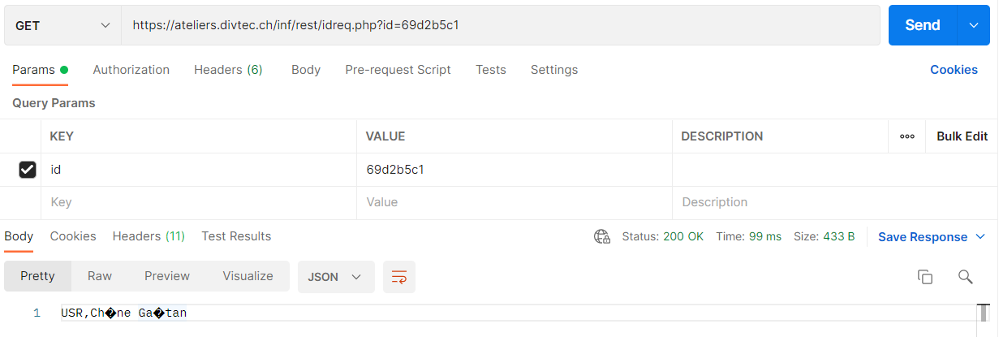 GET https://ateliers.divtec.ch/inf/rest/idreq.php?id=69d2b5c1 Send
Params Authorization Headers (6) Body Pre-request Script Tests Settings Cookies
Query Params
KEY VALUE DESCRIPTION ooo Bulk Edit
id 69d2b5c1
Key Value Description
Body Cookies Headers (11) Test Results Status: 200 OK Time: 99 ms Size: 433 B Save Response
Pretty Raw Preview Visualize JSON
1 USR,Ch�ne Ga�tan